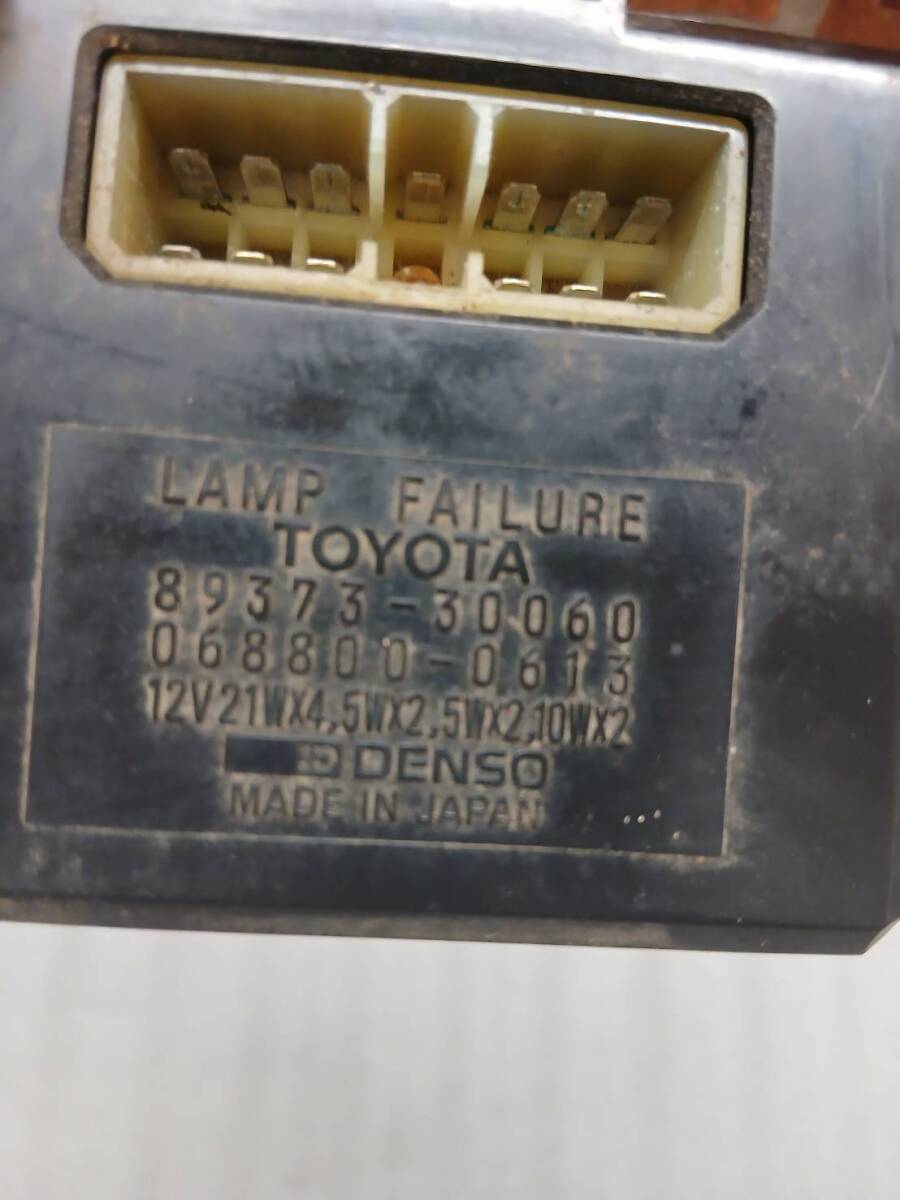 LAMP FAILURE
TOYOTA
89373-30060
068800-0613
12V21WX4,5WX2,5WX2,10WX2
DENSO
MADE IN JAPAN